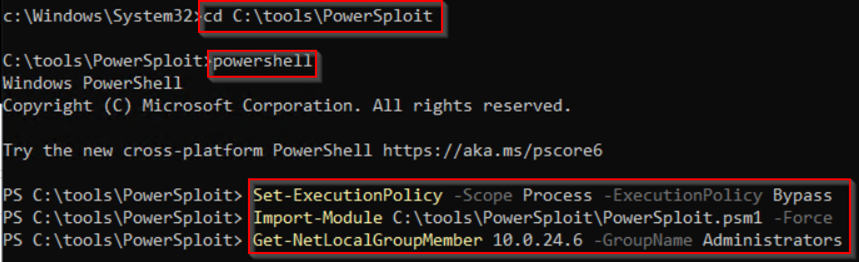 c:\Windows\System32>cd C:\tools\PowerSploit
C:\tools\PowerSploit>powershell
Windows PowerShell
Copyright (C) Microsoft Corporation. All rights reserved.
Try the new cross-platform PowerShell https://aka.ms/pscore6
PS C:\tools\PowerSploit> Set-ExecutionPolicy -Scope Process -ExecutionPolicy Bypass
PS C:\tools\PowerSploit> Import-Module C:\tools\PowerSploit\PowerSploit.psm1 -Force
PS C:\tools\PowerSploit> Get-NetLocalGroupMember 10.0.24.6 -GroupName Administrators